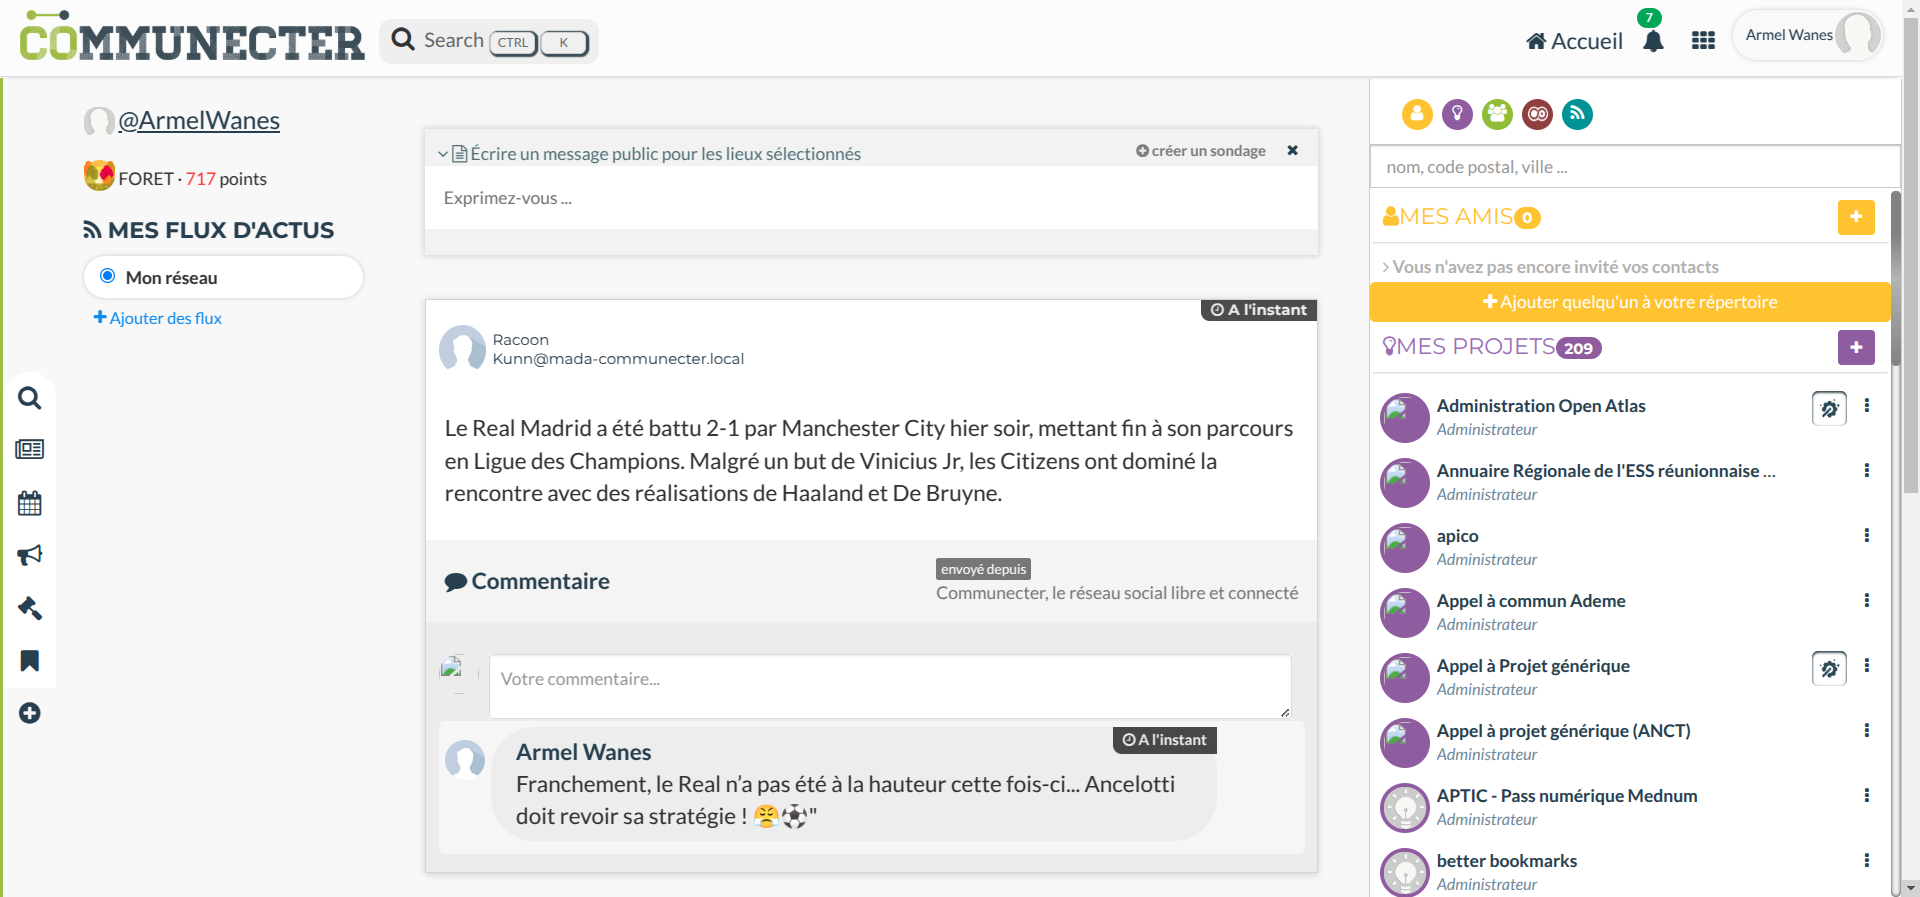 COMMUNECTER
Search CTRL K
Accueil
7
Armel Wanes
@ArmelWanes
FORET · 717 points
MES FLUX D'ACTUS
Mon réseau
Ajouter des flux
Écrire un message public pour les lieux sélectionnés
créer un sondage
Exprimez-vous ...
A l'instant
Racoon
Kunn@mada-communecter.local
Le Real Madrid a été battu 2-1 par Manchester City hier soir, mettant fin à son parcours
en Ligue des Champions. Malgré un but de Vinicius Jr, les Citizens ont dominé la
rencontre avec des réalisations de Haaland et De Bruyne.
Commentaire
envoyé depuis
Communecter, le réseau social libre et connecté
Votre commentaire...
A l'instant
Armel Wanes
Franchement, le Real n’a pas été à la hauteur cette fois-ci... Ancelotti
doit revoir sa stratégie ! 😤⚽"
nom, code postal, ville ...
MES AMIS 0
Vous n'avez pas encore invité vos contacts
Ajouter quelqu'un à votre répertoire
MES PROJETS 209
Administration Open Atlas
Administrateur
Annuaire Régionale de l'ESS réunionnaise ...
Administrateur
apico
Administrateur
Appel à commun Ademe
Administrateur
Appel à Projet générique
Administrateur
Appel à projet générique (ANCT)
Administrateur
APTIC - Pass numérique Mednum
Administrateur
better bookmarks
Administrateur